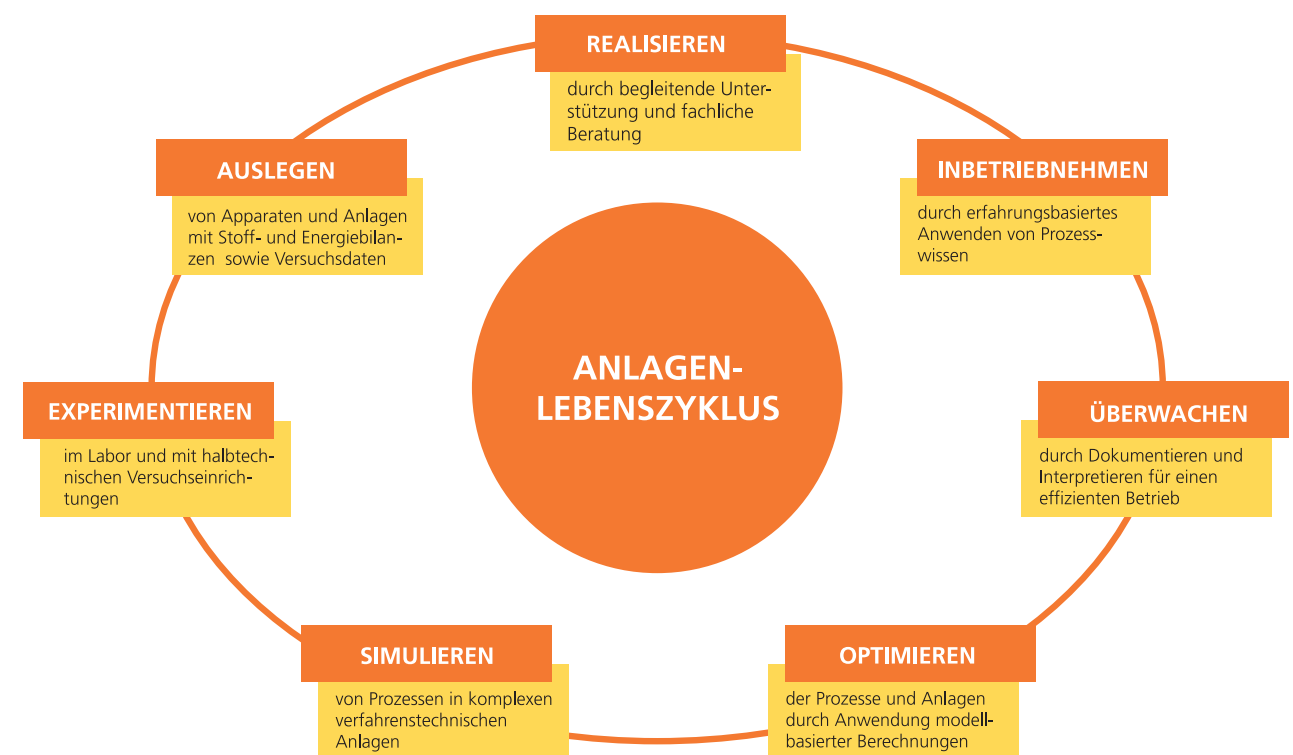 REALISIEREN
durch begleitende Unter-
stützung und fachliche
Beratung
AUSLEGEN
von Apparaten und Anlagen
mit Stoff- und Energiebilan-
zen sowie Versuchsdaten
INBETRIEBNEHMEN
durch erfahrungsbasiertes
Anwenden von Prozess-
wissen
ANLAGEN-
LEBENSZYKLUS
EXPERIMENTIEREN
im Labor und mit halbtech-
nischen Versuchseinrich-
tungen
ÜBERWACHEN
durch Dokumentieren und
Interpretieren für einen
effizienten Betrieb
SIMULIEREN
von Prozessen in komplexen
verfahrenstechnischen
Anlagen
OPTIMIEREN
der Prozesse und Anlagen
durch Anwendung modell-
basierter Berechnungen